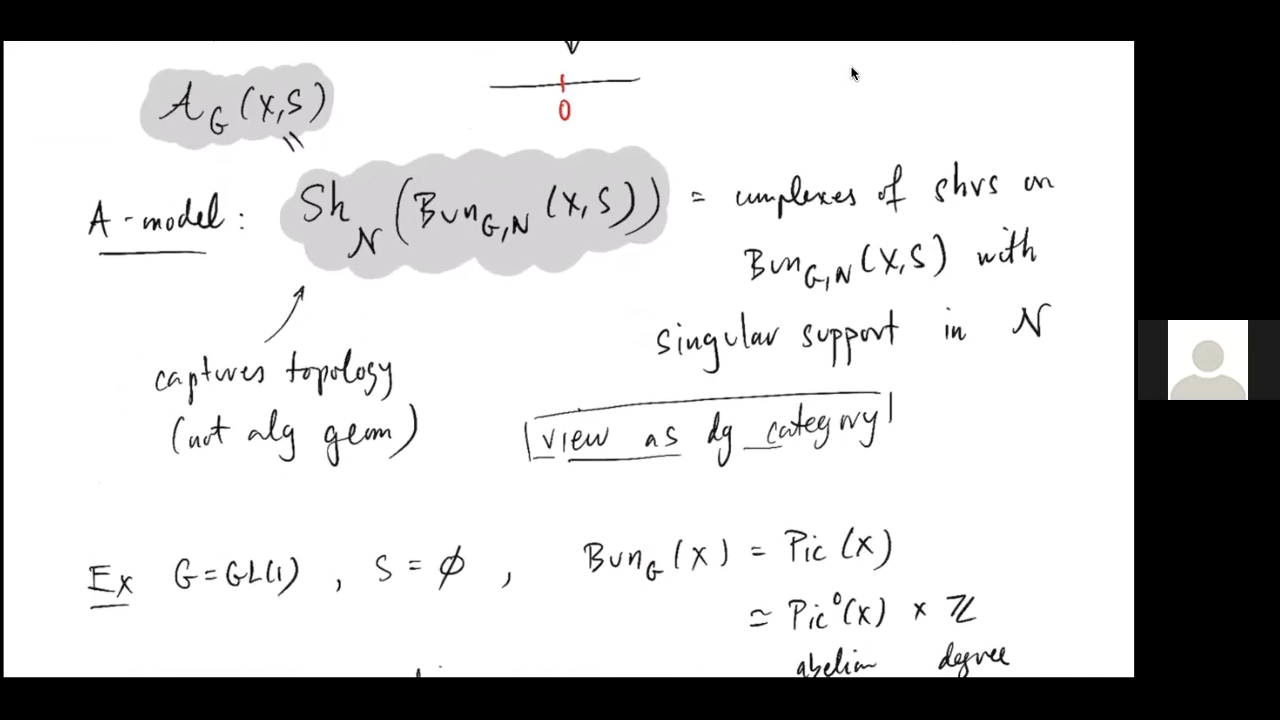 0
𝒜_G (X,S)
||
A-model: Sh_𝒩 (Bun_{G,N} (X,S)) = complexes of shvs on
Bun_{G,N} (X,S) with
singular support in 𝒩
captures topology
(not alg geom)
view as dg category
Ex G = GL(1) , S = ∅ , Bun_G (X) = Pic (X)
≃ Pic⁰(X) × ℤ
abelian degree